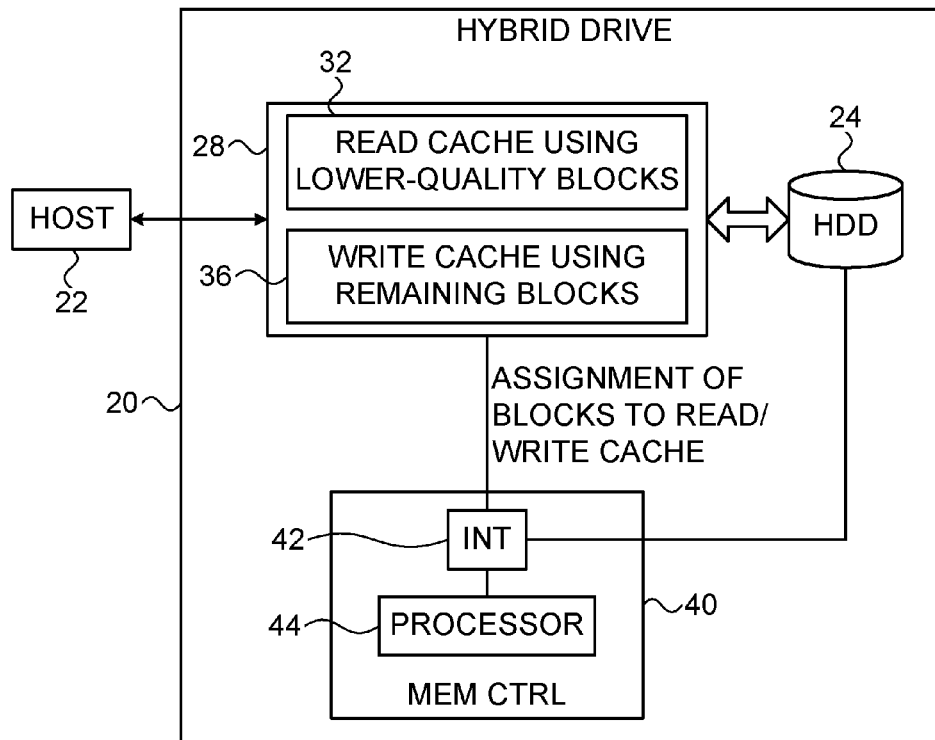 HYBRID DRIVE
32
28
READ CACHE USING
LOWER-QUALITY BLOCKS
24
HOST
HDD
22
36
WRITE CACHE USING
REMAINING BLOCKS
20
ASSIGNMENT OF
BLOCKS TO READ/
WRITE CACHE
42
INT
44
PROCESSOR
40
MEM CTRL